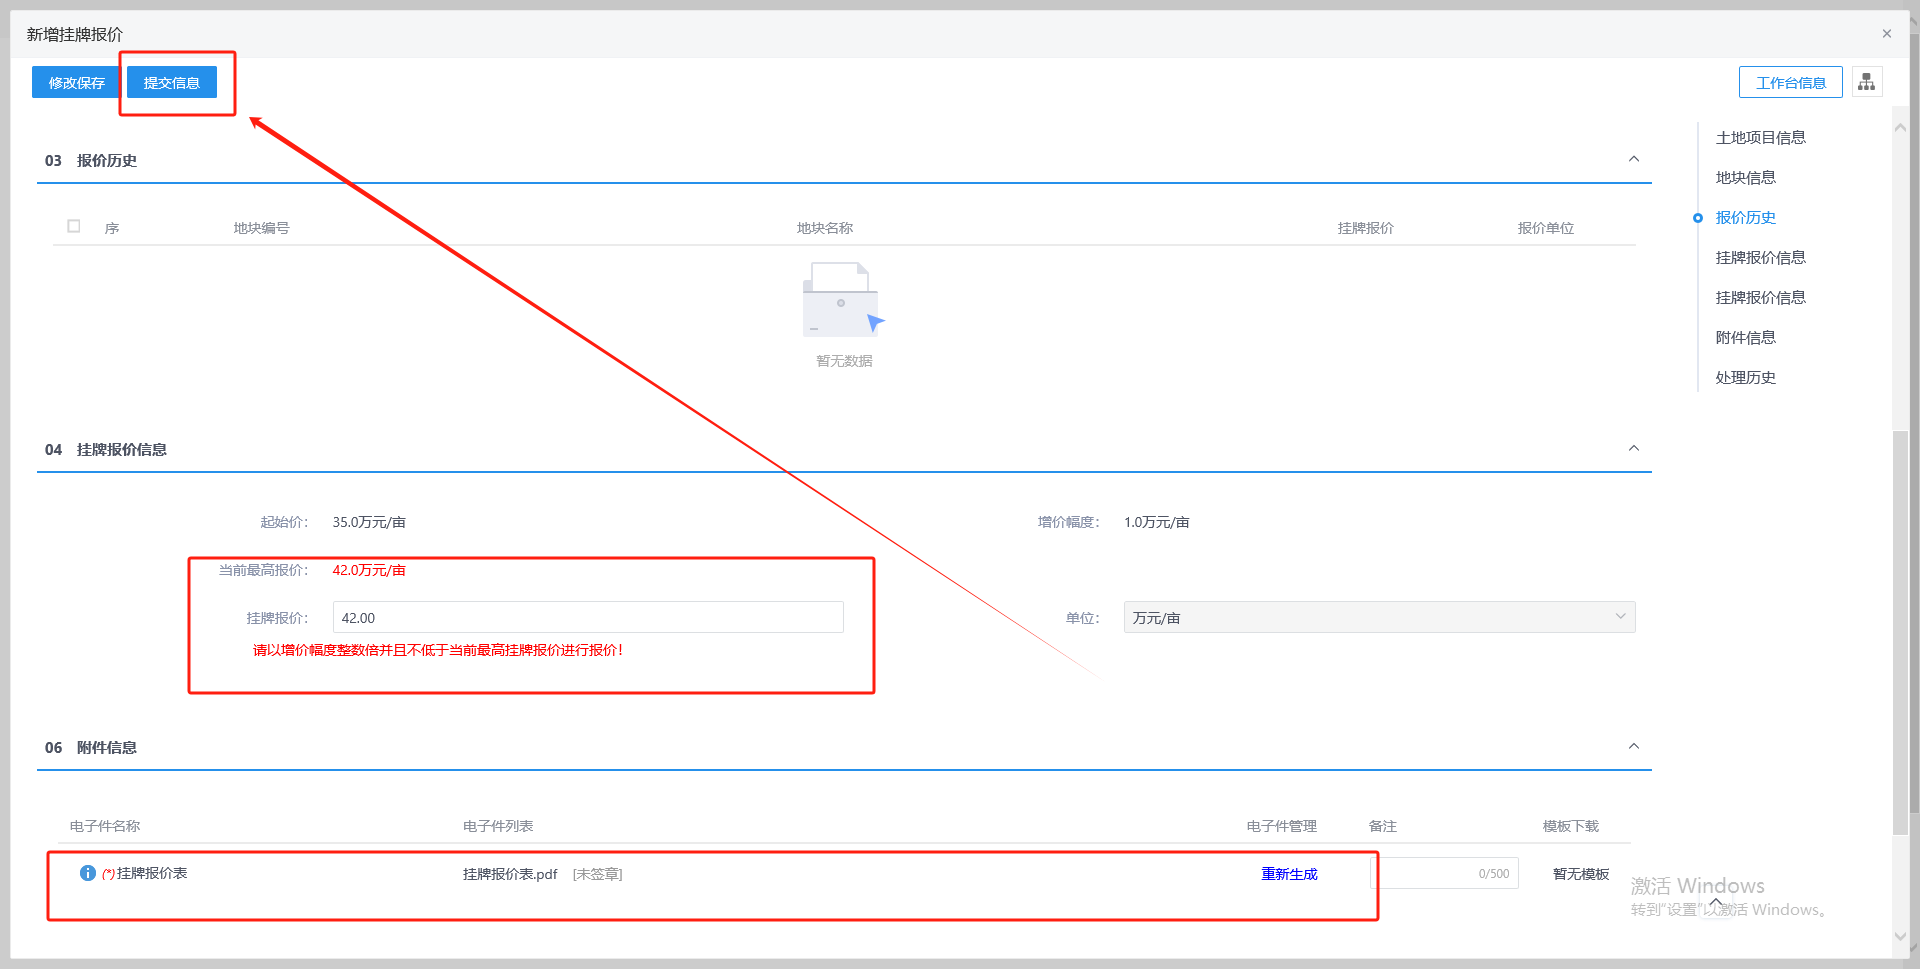 新增挂牌报价
×
修改保存 提交信息 工作台信息
03 报价历史
序 地块编号 地块名称 挂牌报价 报价单位
暂无数据
04 挂牌报价信息
起始价： 35.0万元/亩 增价幅度： 1.0万元/亩
当前最高报价： 42.0万元/亩
挂牌报价： 42.00 单位： 万元/亩
请以增价幅度整数倍并且不低于当前最高挂牌报价进行报价！
06 附件信息
电子件名称 电子件列表 电子件管理 备注 模板下载
(*)挂牌报价表 挂牌报价表.pdf [未签章] 重新生成 0/500 暂无模板
土地项目信息
地块信息
报价历史
挂牌报价信息
挂牌报价信息
附件信息
处理历史
激活 Windows
转到"设置"以激活 Windows。